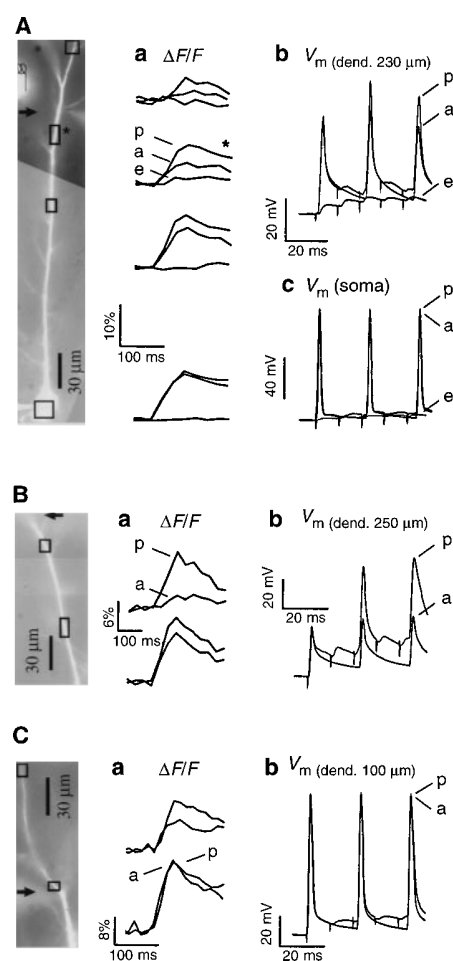 A
a ΔF/F
b Vm (dend. 230 μm)
p
a
e
*
*
p
a
e
20 mV
20 ms
c Vm (soma)
p
a
e
10%
100 ms
30 μm
40 mV
B
a ΔF/F
b Vm (dend. 250 μm)
p
a
6%
100 ms
30 μm
20 mV
20 ms
p
a
C
a ΔF/F
b Vm (dend. 100 μm)
30 μm
a
p
8%
100 ms
p
a
20 mV
20 ms